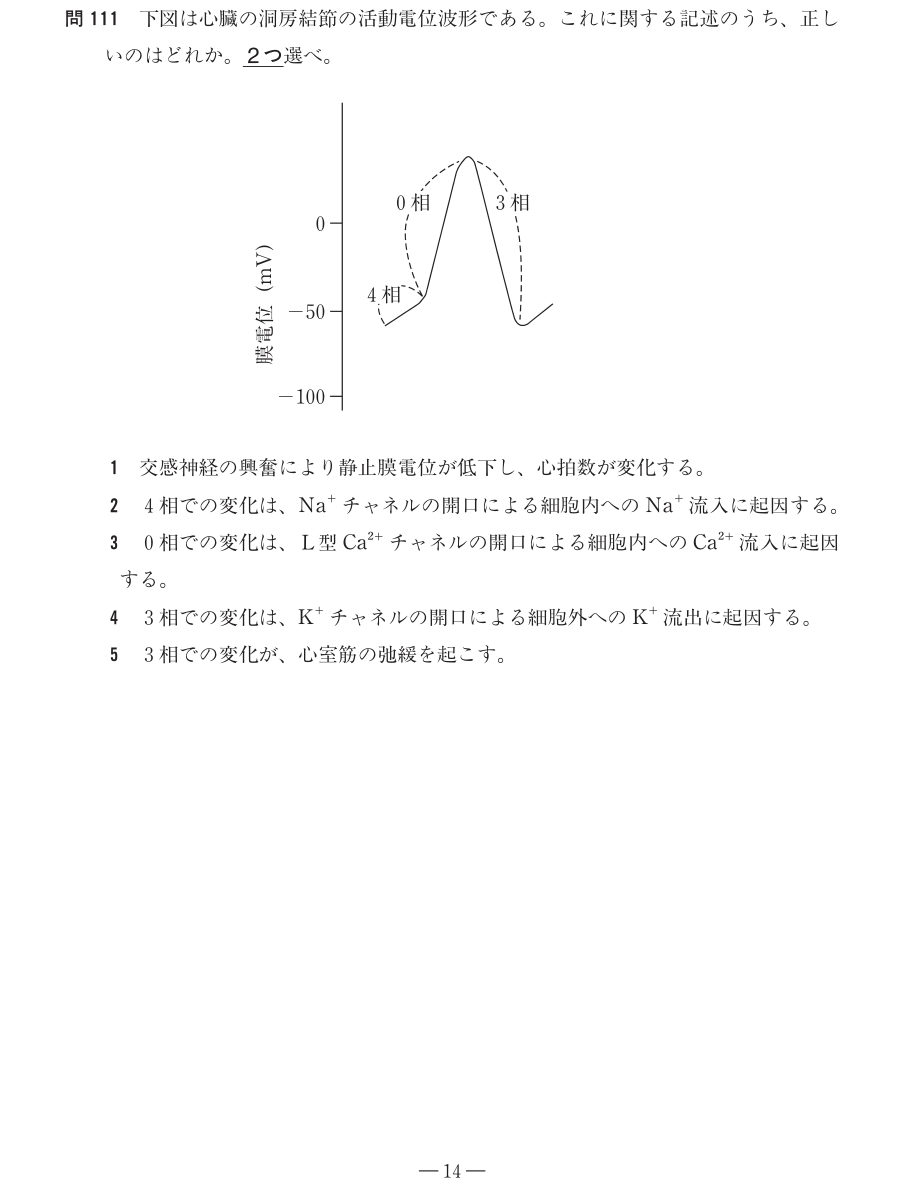 問 111　下図は心臓の洞房結節の活動電位波形である。これに関する記述のうち、正し
いのはどれか。２つ選べ。
0 相
3 相
4 相
膜電位 (mV)
0
−50
−100
1　交感神経の興奮により静止膜電位が低下し、心拍数が変化する。
2　4 相での変化は、Na⁺ チャネルの開口による細胞内への Na⁺ 流入に起因する。
3　0 相での変化は、L 型 Ca²⁺ チャネルの開口による細胞内への Ca²⁺ 流入に起因
する。
4　3 相での変化は、K⁺ チャネルの開口による細胞外への K⁺ 流出に起因する。
5　3 相での変化が、心室筋の弛緩を起こす。
— 14 —